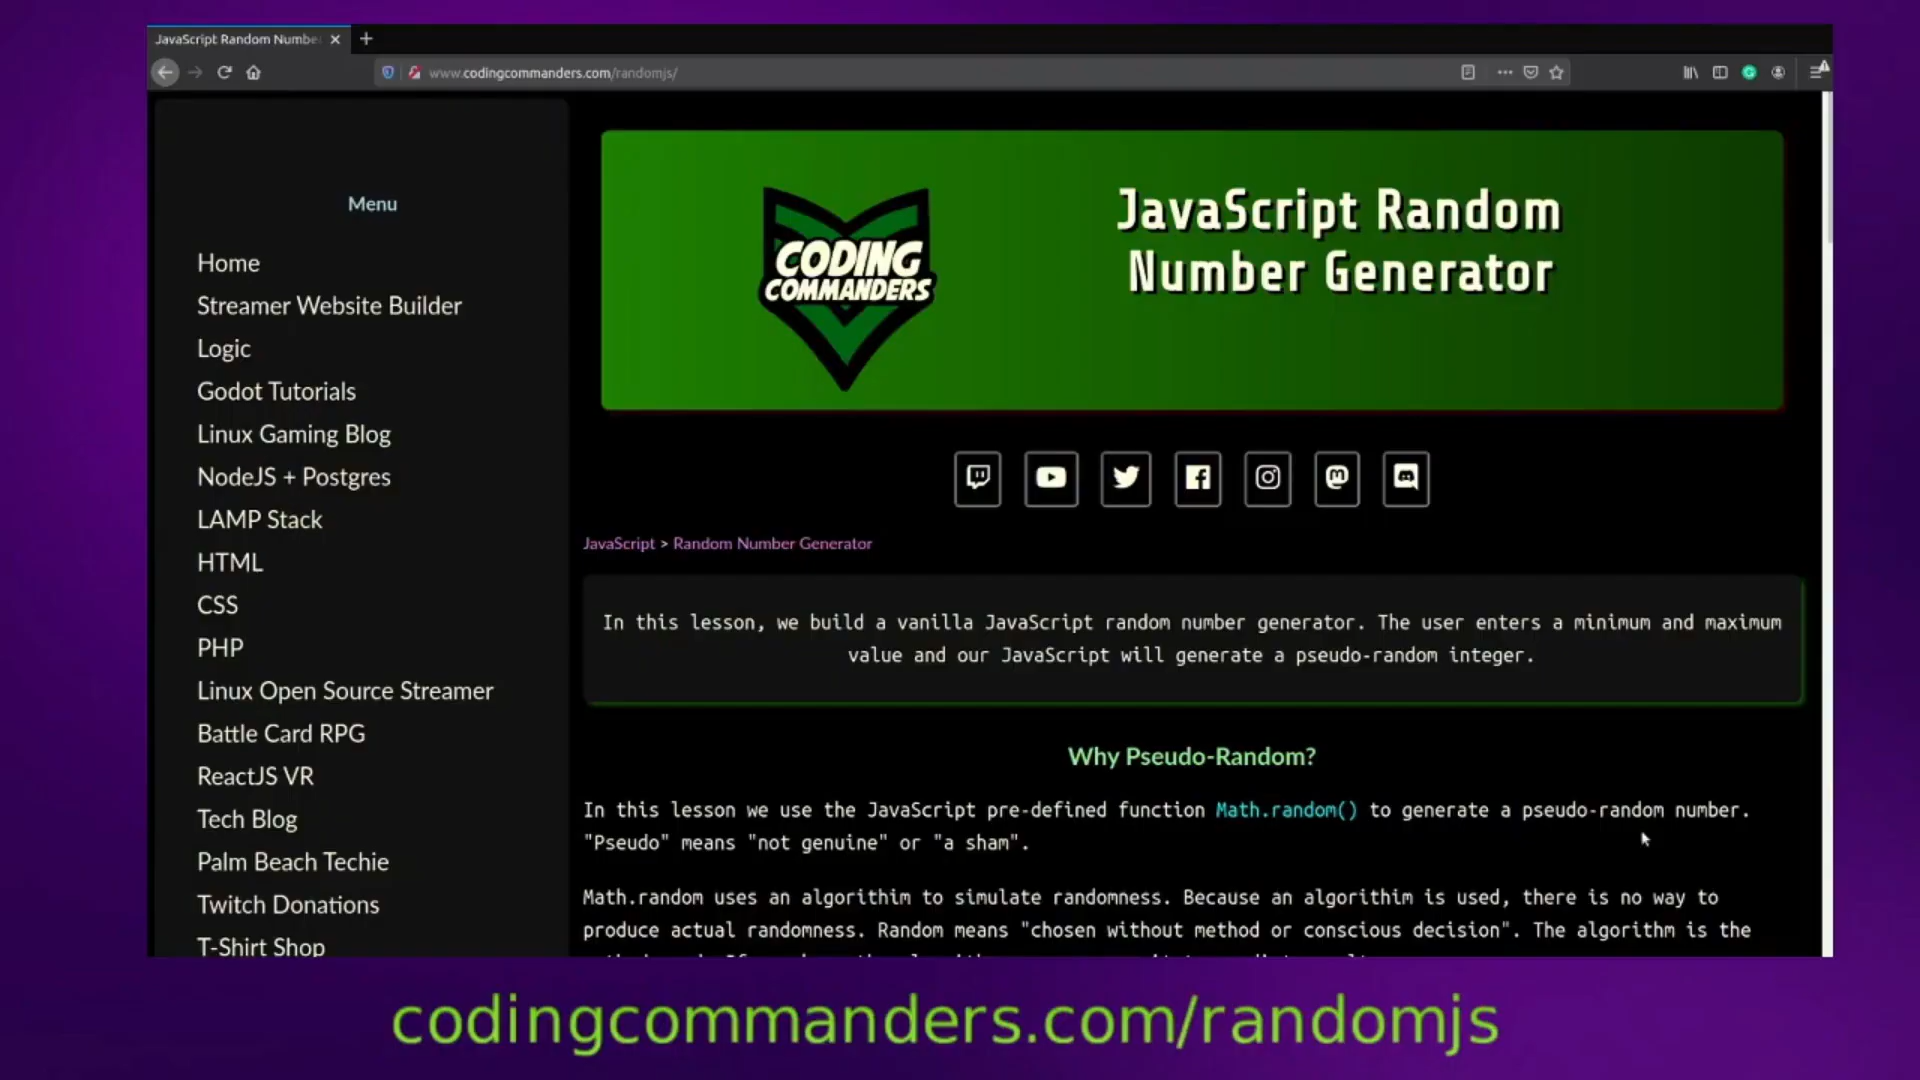 JavaScript Random Numbe
www.codingcommanders.com/randomjs/
Menu
Home
Streamer Website Builder
Logic
Godot Tutorials
Linux Gaming Blog
NodeJS + Postgres
LAMP Stack
HTML
CSS
PHP
Linux Open Source Streamer
Battle Card RPG
ReactJS VR
Tech Blog
Palm Beach Techie
Twitch Donations
T-Shirt Shop
CODING
COMMANDERS
JavaScript Random
Number Generator
JavaScript > Random Number Generator
In this lesson, we build a vanilla JavaScript random number generator. The user enters a minimum and maximum
value and our JavaScript will generate a pseudo-random integer.
Why Pseudo-Random?
In this lesson we use the JavaScript pre-defined function Math.random() to generate a pseudo-random number.
"Pseudo" means "not genuine" or "a sham".
Math.random uses an algorithim to simulate randomness. Because an algorithim is used, there is no way to
produce actual randomness. Random means "chosen without method or conscious decision". The algorithm is the
codingcommanders.com/randomjs